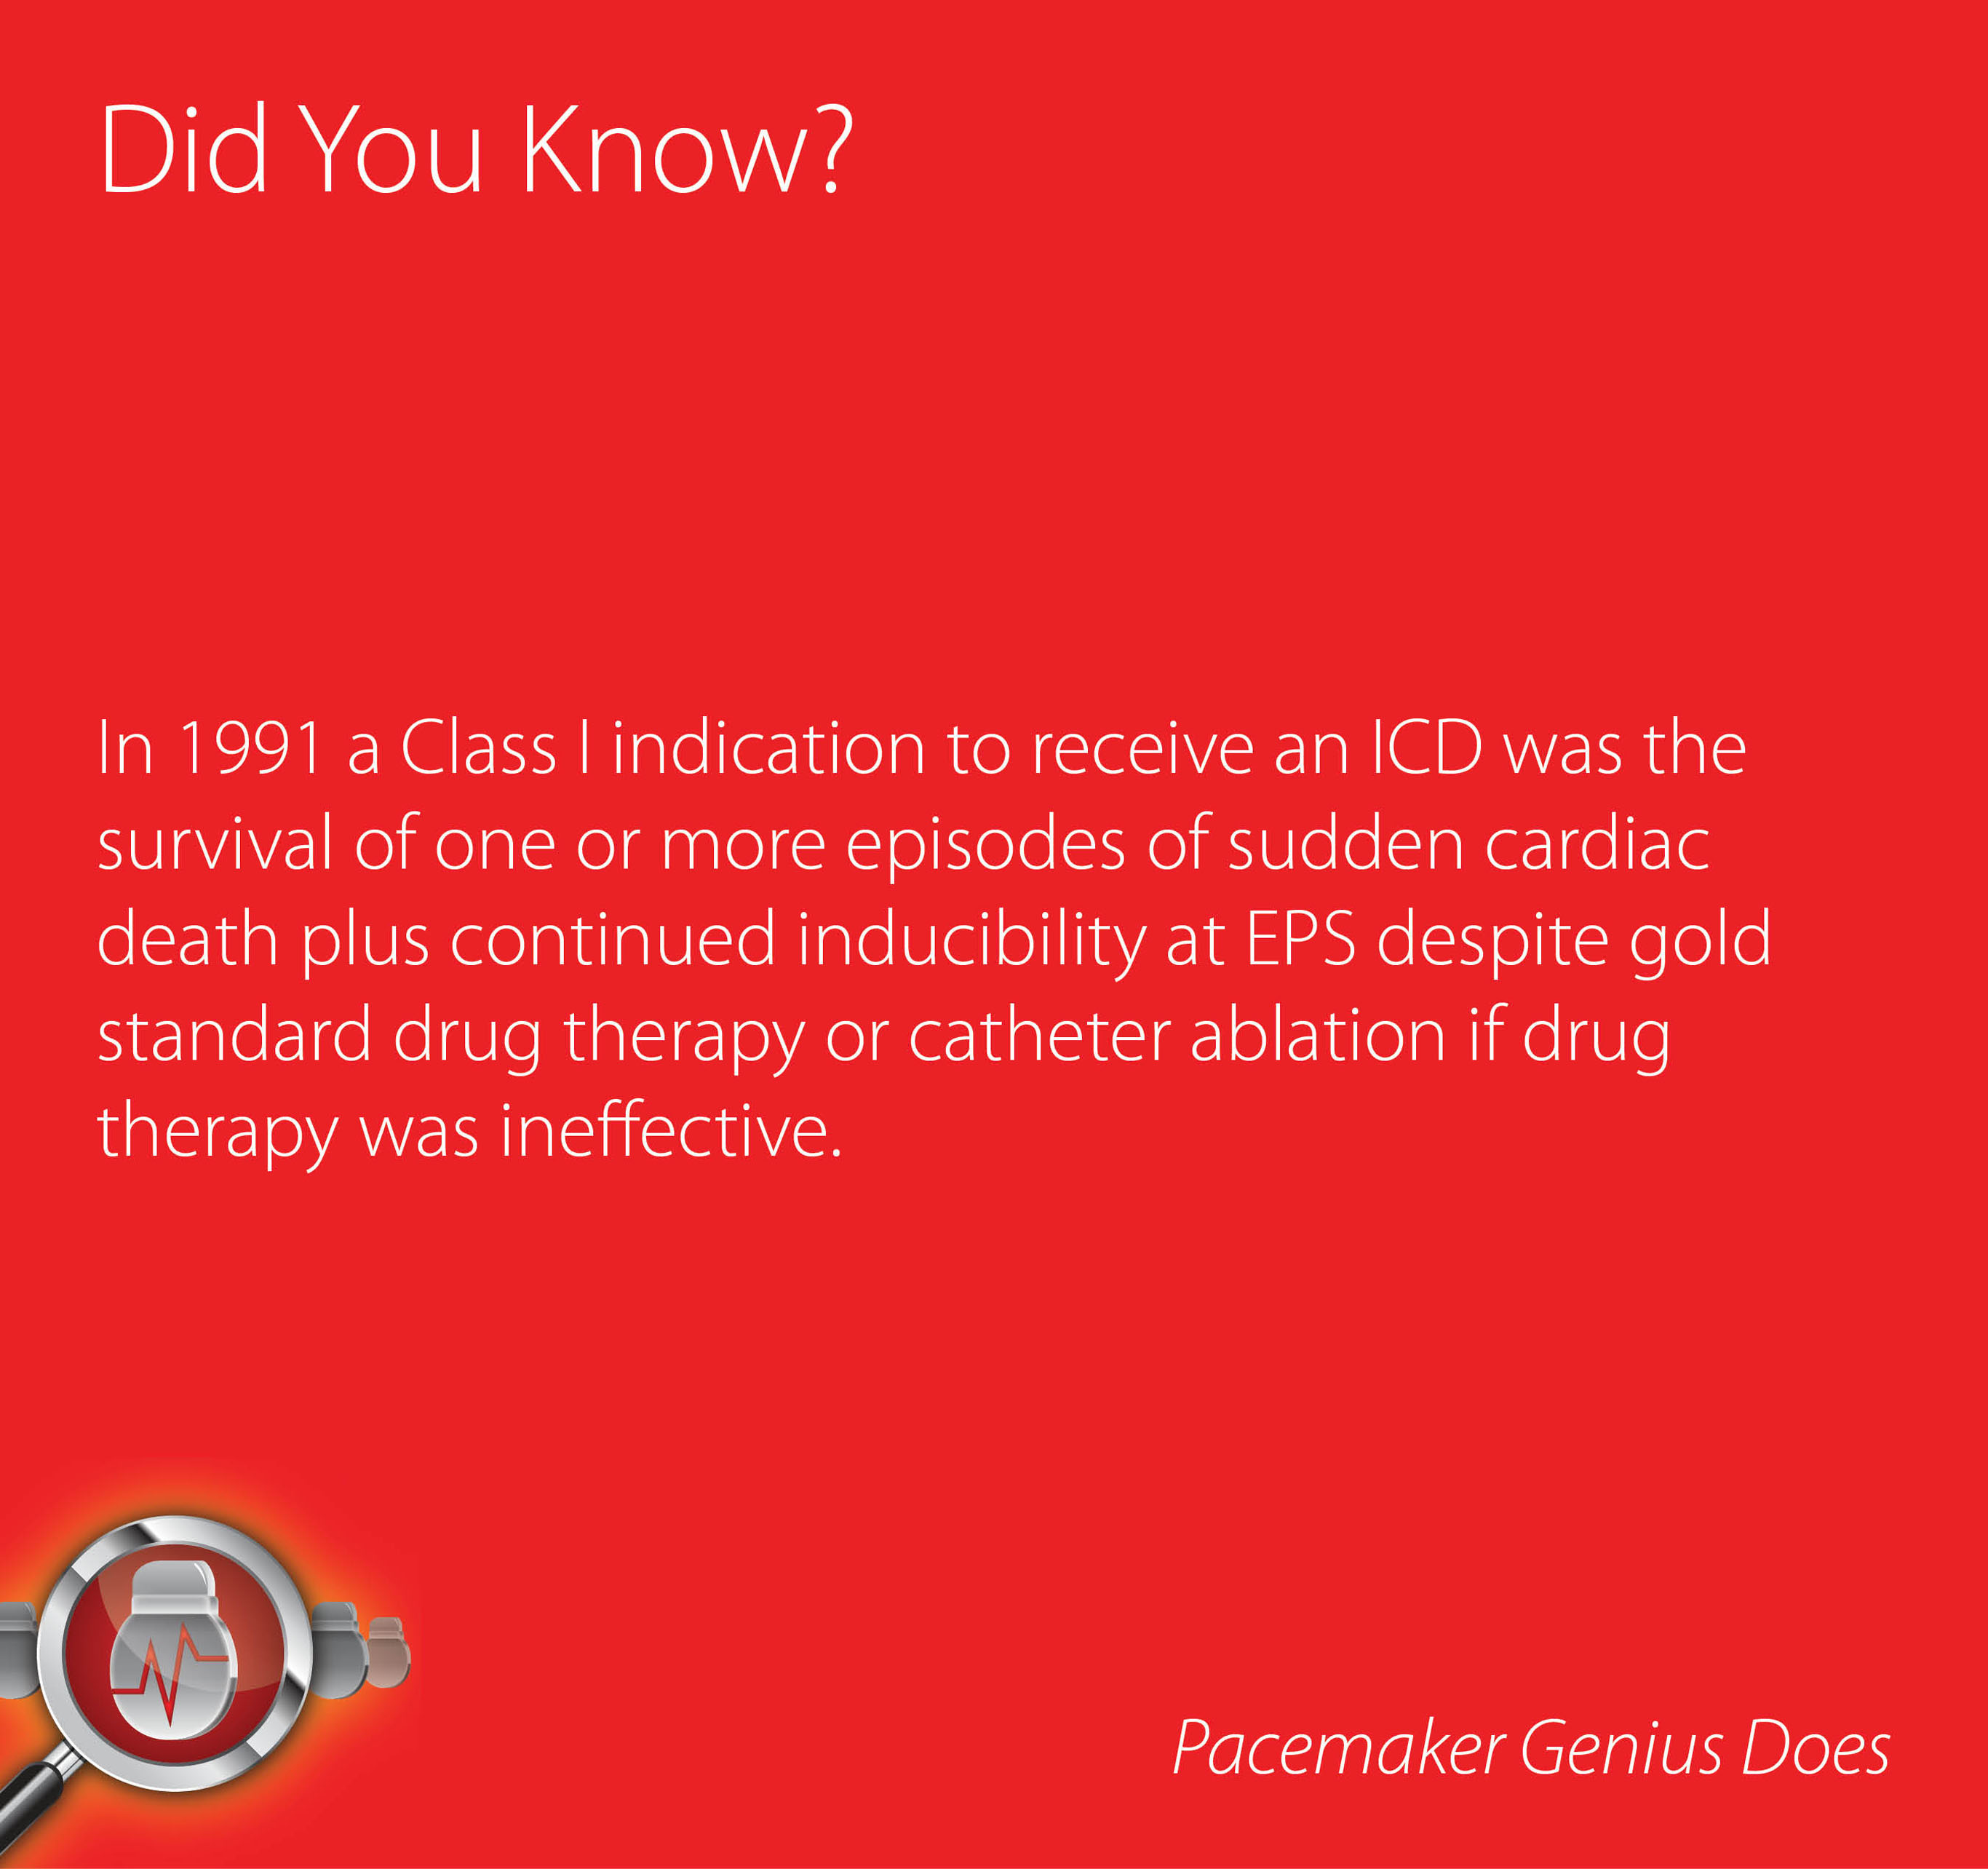 Did You Know?
In 1991 a Class I indication to receive an ICD was the
survival of one or more episodes of sudden cardiac
death plus continued inducibility at EPS despite gold
standard drug therapy or catheter ablation if drug
therapy was ineffective.
Pacemaker Genius Does